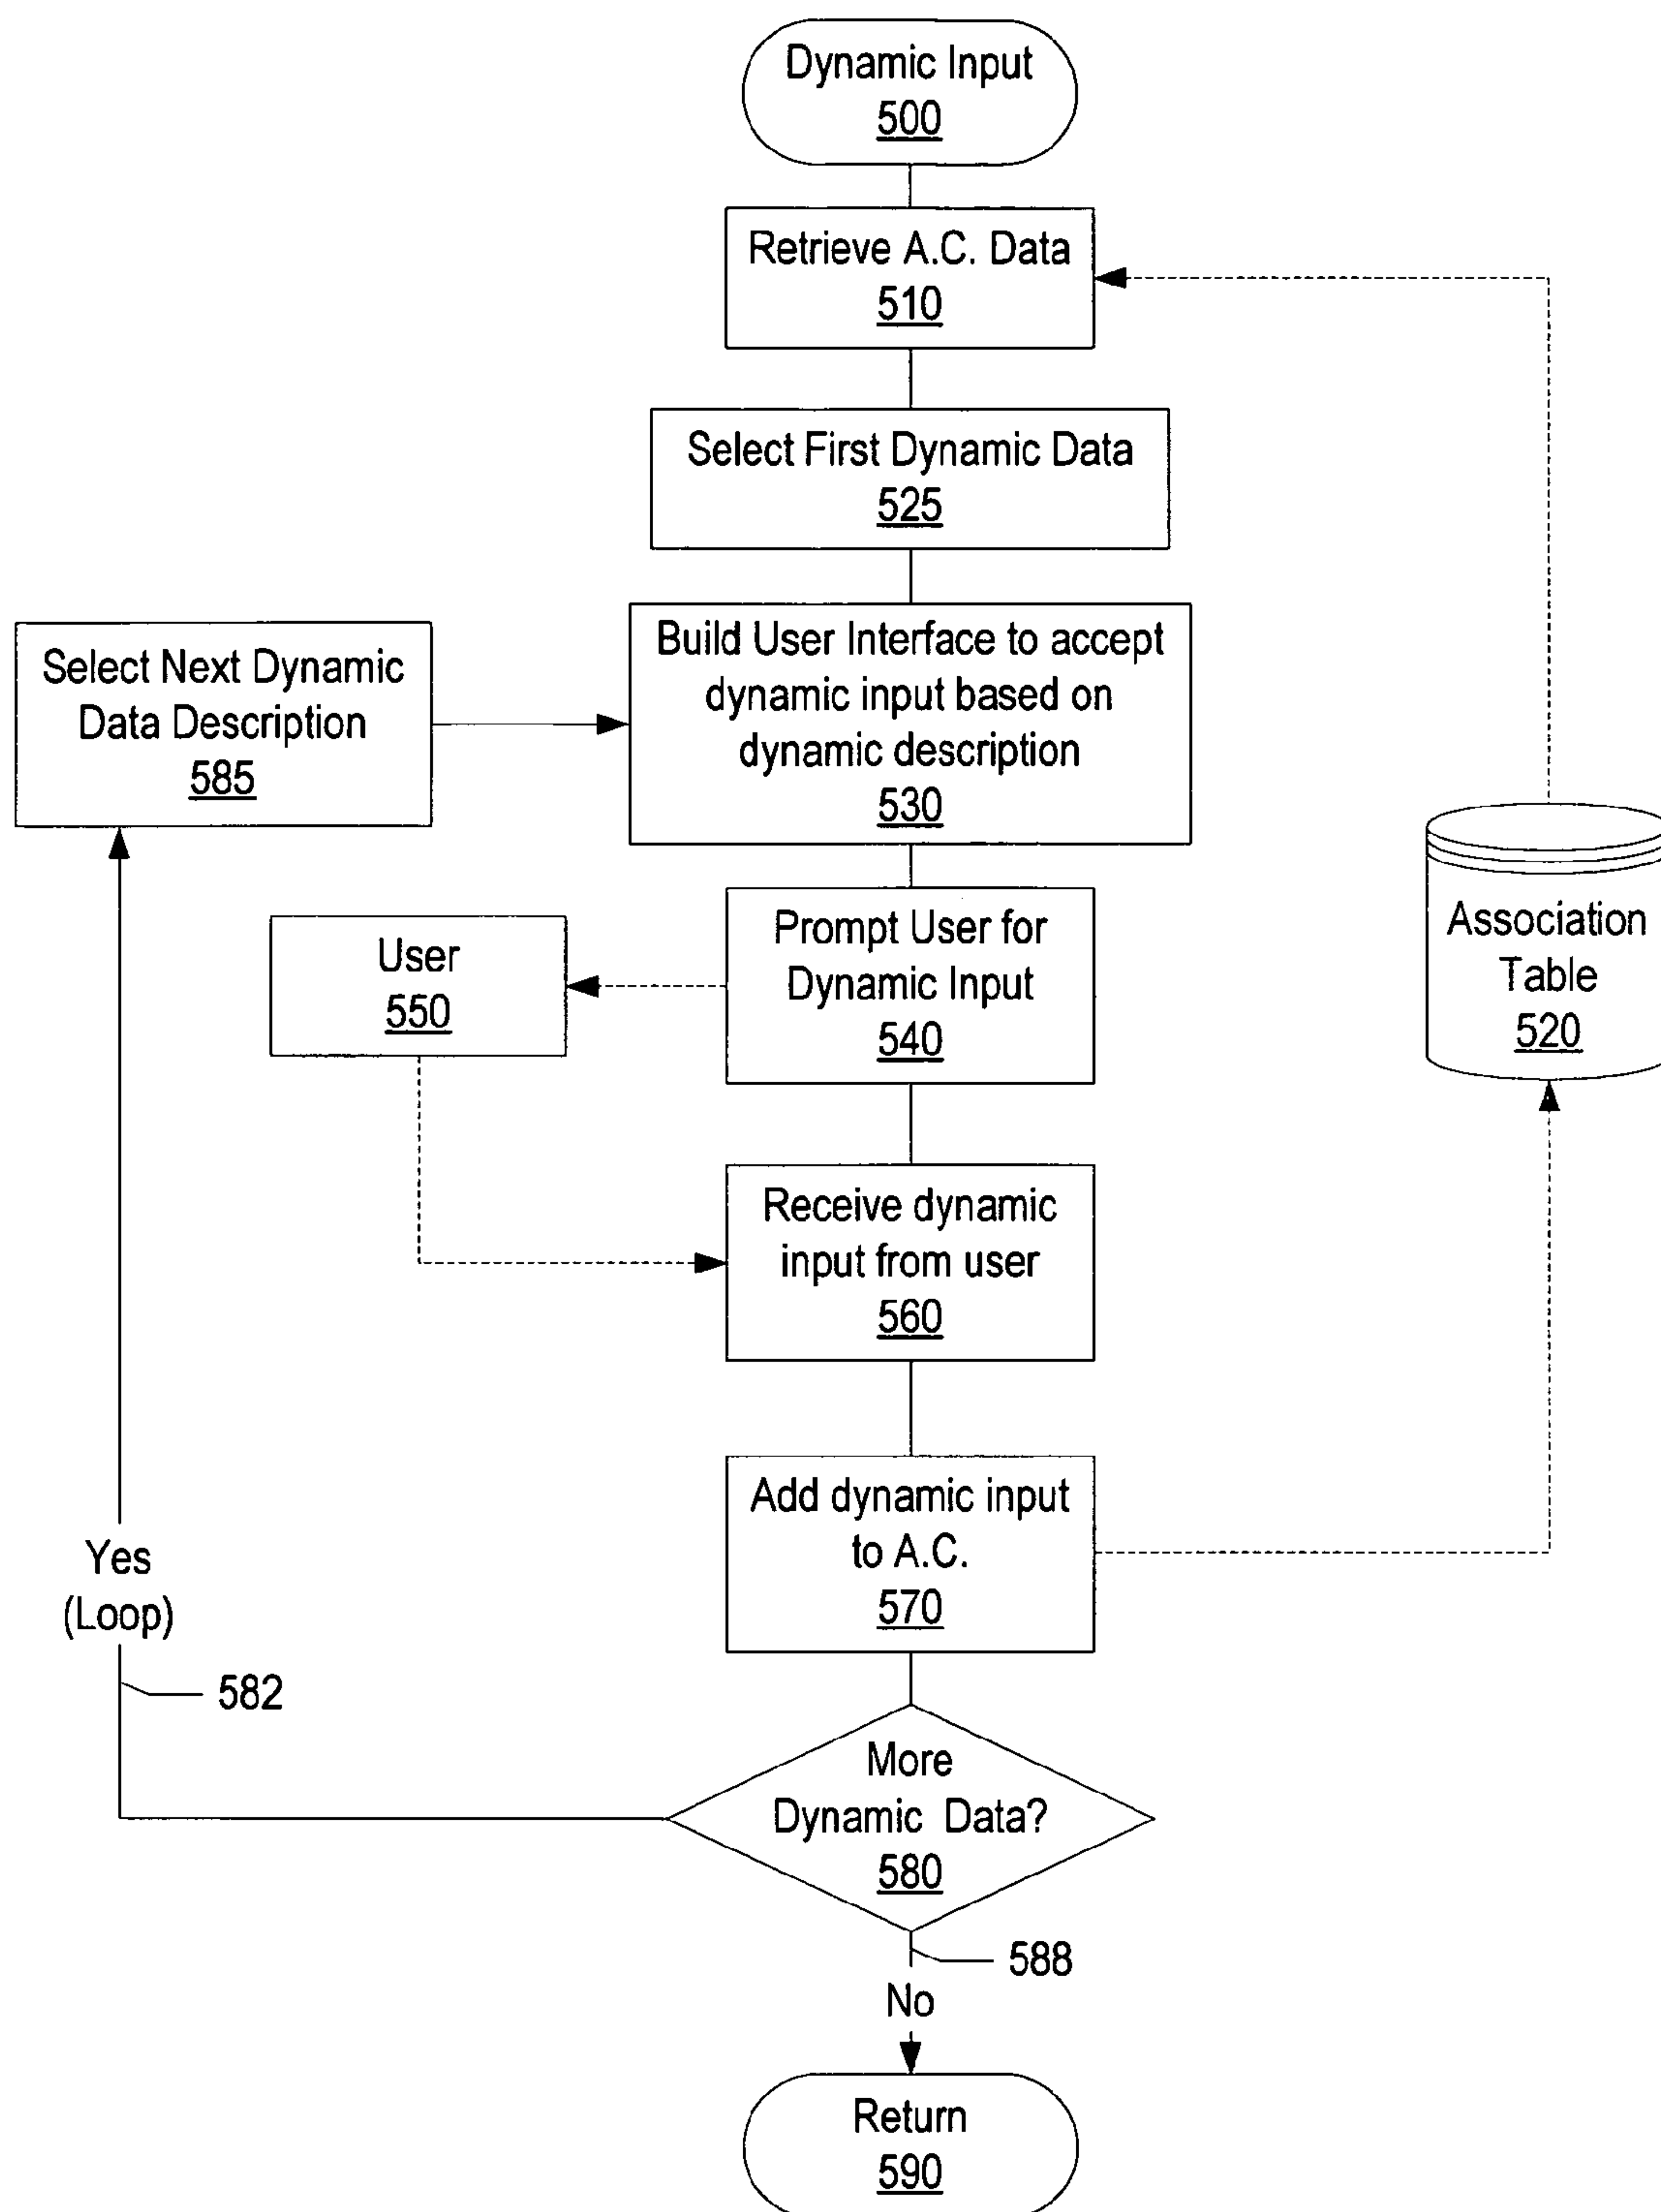 Dynamic Input
500
Retrieve A.C. Data
510
Select First Dynamic Data
525
Select Next Dynamic
Data Description
585
Build User Interface to accept
dynamic input based on
dynamic description
530
Association
Table
520
User
550
Prompt User for
Dynamic Input
540
Receive dynamic
input from user
560
Add dynamic input
to A.C.
570
Yes
(Loop)
582
More
Dynamic Data?
580
588
No
Return
590